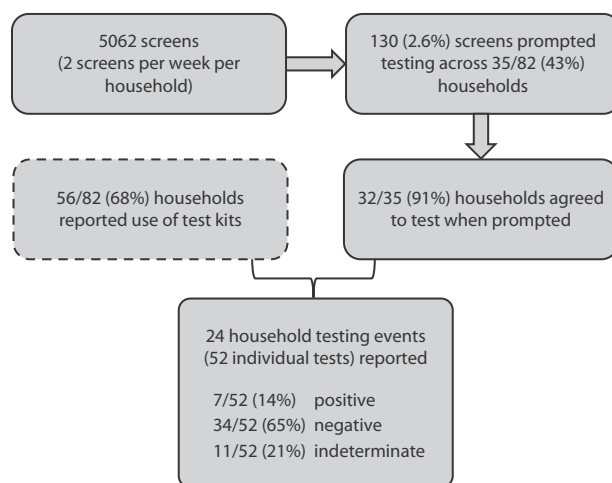 5062 screens
(2 screens per week per
household)
130 (2.6%) screens prompted
testing across 35/82 (43%)
households
56/82 (68%) households
reported use of test kits
32/35 (91%) households agreed
to test when prompted
24 household testing events
(52 individual tests) reported
7/52 (14%) positive
34/52 (65%) negative
11/52 (21%) indeterminate